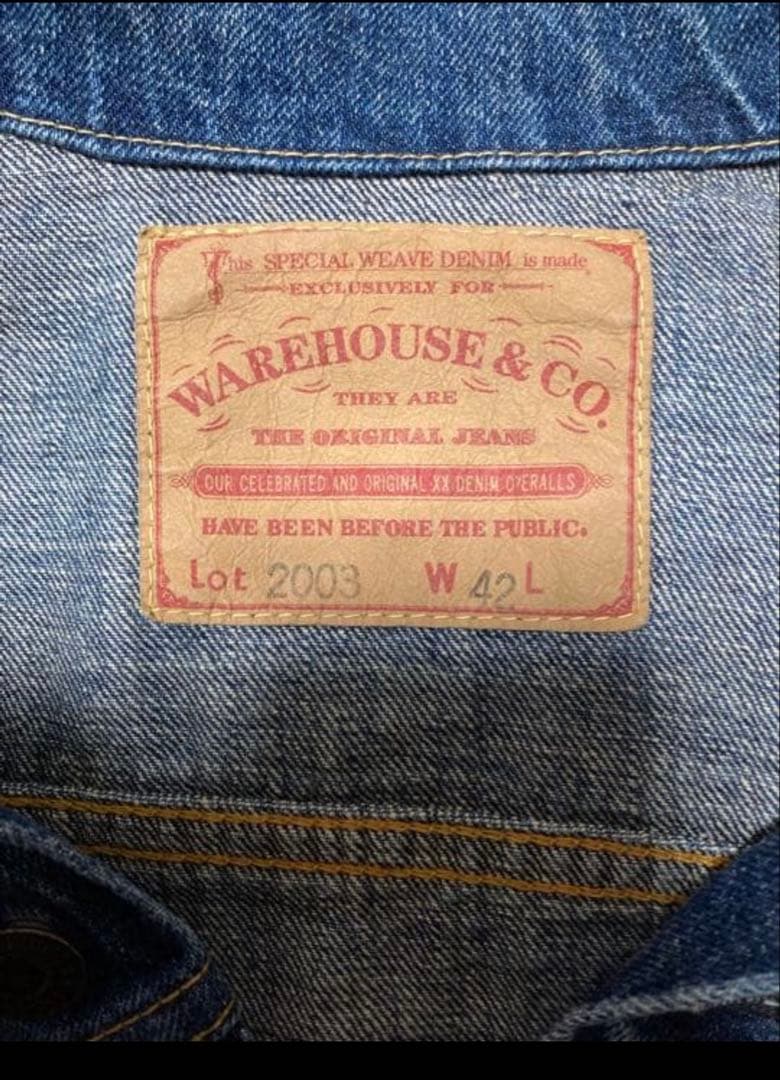 This SPECIAL WEAVE DENIM is made
EXCLUSIVELY FOR
WAREHOUSE & CO.
THEY ARE
THE ORIGINAL JEANS
OUR CELEBRATED AND ORIGINAL XX DENIM OVERALLS
HAVE BEEN BEFORE THE PUBLIC.
Lot 2003 W 42 L